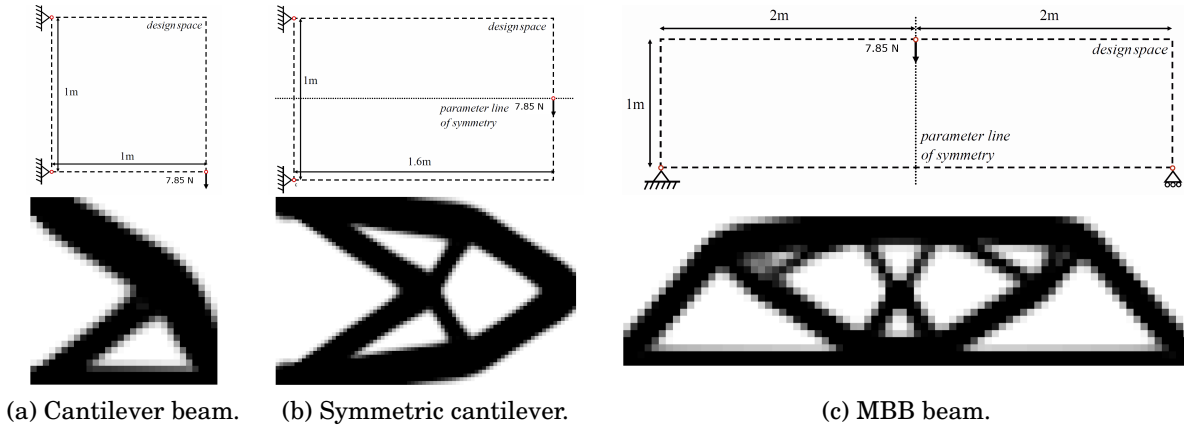 design space
1m
1m
7.85 N
design space
1m
7.85 N
parameter line
of symmetry
1.6m
2m
2m
7.85 N
design space
1m
parameter line
of symmetry
(a) Cantilever beam.
(b) Symmetric cantilever.
(c) MBB beam.